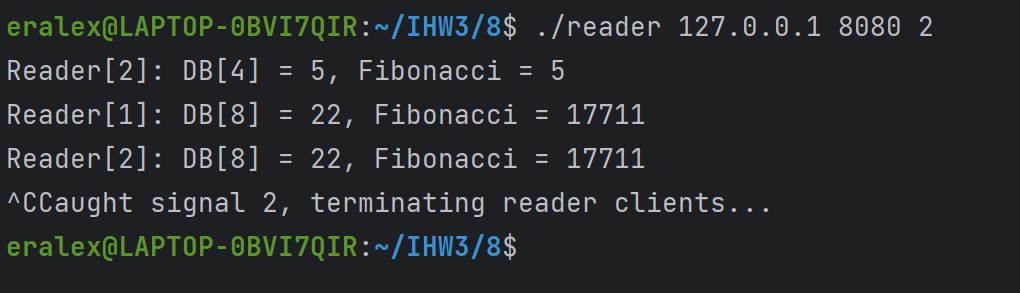 eralex@LAPTOP-0BVI7QIR:~/IHW3/8$ ./reader 127.0.0.1 8080 2
Reader[2]: DB[4] = 5, Fibonacci = 5
Reader[1]: DB[8] = 22, Fibonacci = 17711
Reader[2]: DB[8] = 22, Fibonacci = 17711
^CCaught signal 2, terminating reader clients...
eralex@LAPTOP-0BVI7QIR:~/IHW3/8$